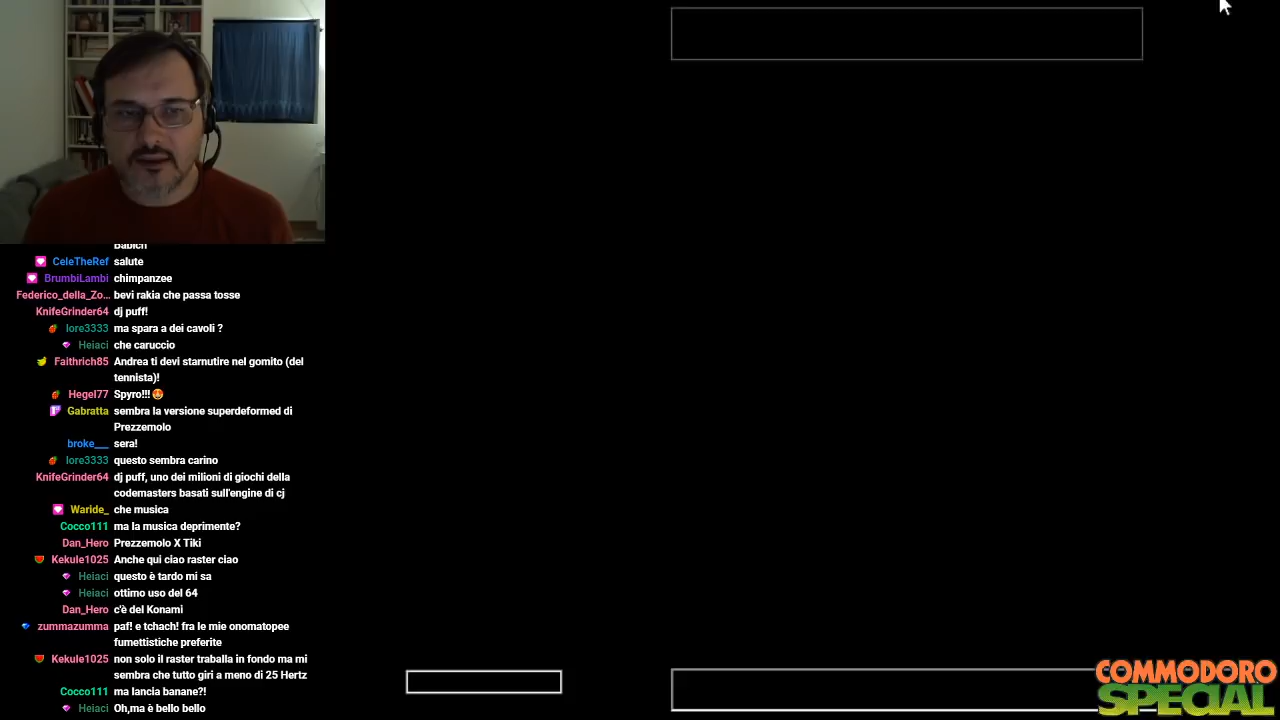 Babich
CeleTheRef salute
BrumbiLambi chimpanzee
Federico_della_Zo... bevi rakia che passa tosse
KnifeGrinder64 dj puff!
lore3333 ma spara a dei cavoli ?
Heiaci che caruccio
Faithrich85 Andrea ti devi starnutire nel gomito (del
tennista)!
Hegel77 Spyro!!!😍
Gabratta sembra la versione superdeformed di
Prezzemolo
broke___ sera!
lore3333 questo sembra carino
KnifeGrinder64 dj puff, uno dei milioni di giochi della
codemasters basati sull'engine di cj
Waride_ che musica
Cocco111 ma la musica deprimente?
Dan_Hero Prezzemolo X Tiki
Kekule1025 Anche qui ciao raster ciao
Heiaci questo è tardo mi sa
Heiaci ottimo uso del 64
Dan_Hero c'è del Konami
zummazumma paf! e tchach! fra le mie onomatopee
fumettistiche preferite
Kekule1025 non solo il raster traballa in fondo ma mi
sembra che tutto giri a meno di 25 Hertz
Cocco111 ma lancia banane?!
Heiaci Oh,ma è bello bello
COMMODORO
SPECIAL